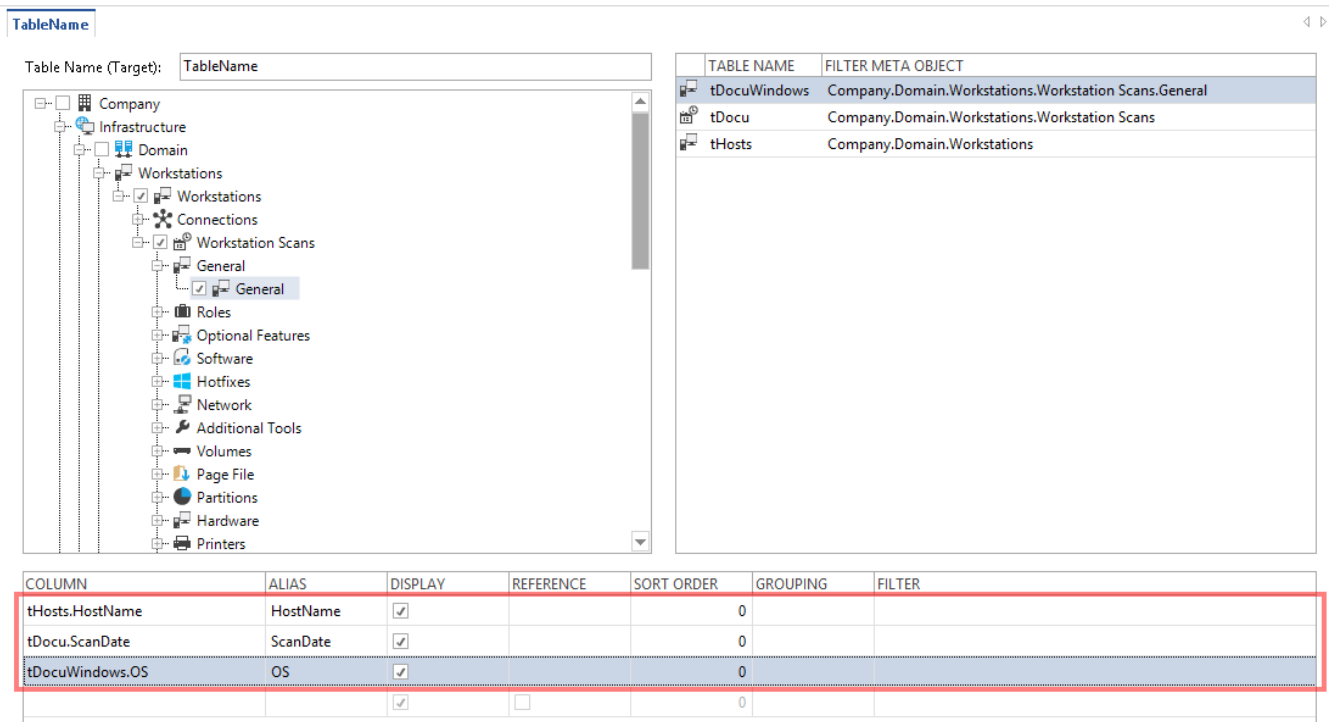 TableName
Table Name (Target): TableName
Company
Infrastructure
Domain
Workstations
Workstations
Connections
Workstation Scans
General
General
Roles
Optional Features
Software
Hotfixes
Network
Additional Tools
Volumes
Page File
Partitions
Hardware
Printers
TABLE NAME FILTER META OBJECT
tDocuWindows Company.Domain.Workstations.Workstation Scans.General
tDocu Company.Domain.Workstations.Workstation Scans
tHosts Company.Domain.Workstations
COLUMN ALIAS DISPLAY REFERENCE SORT ORDER GROUPING FILTER
tHosts.HostName HostName 0
tDocu.ScanDate ScanDate 0
tDocuWindows.OS OS 0
0